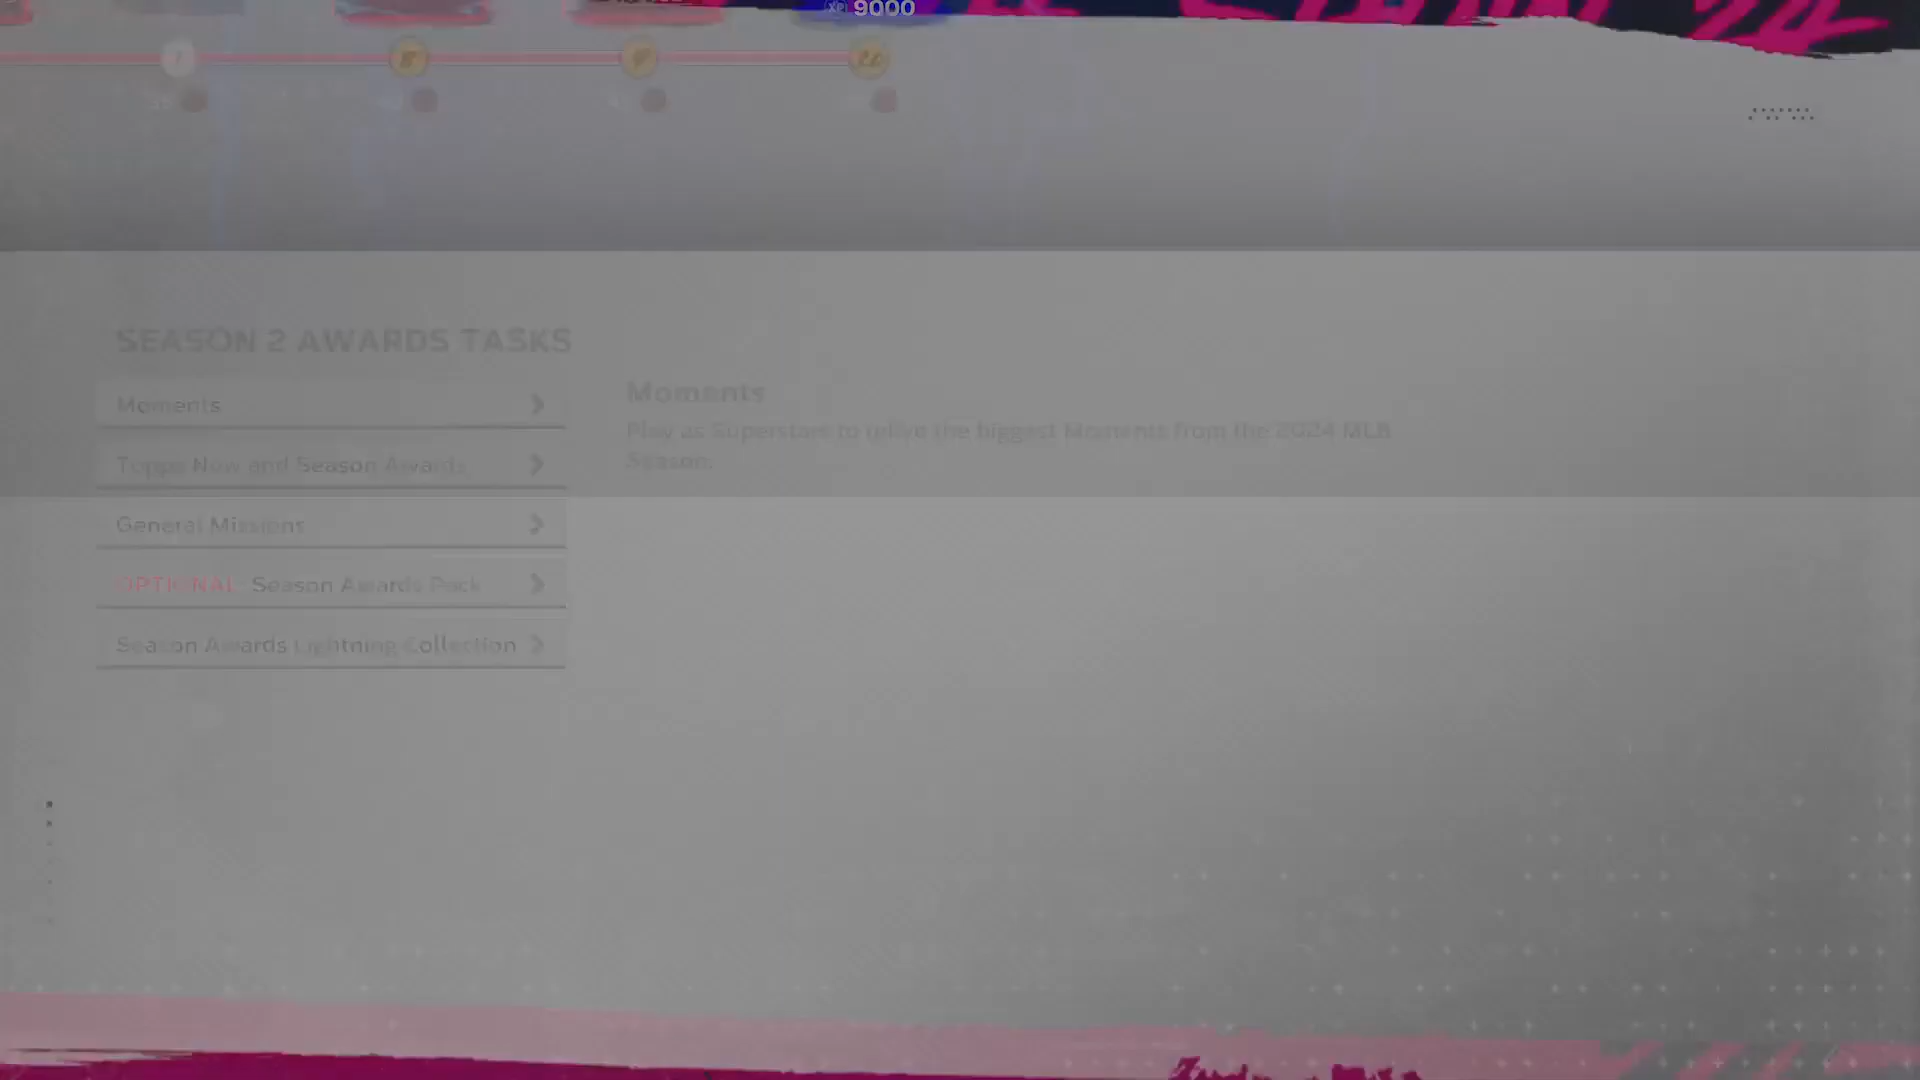 XP 9000
SEASON 2 AWARDS TASKS
Moments
Topps Now and Season Awards
General Missions
OPTIONAL Season Awards Pack
Season Awards Lightning Collection
Moments
Play as Superstars to relive the biggest Moments from the 2024 MLB
Season.